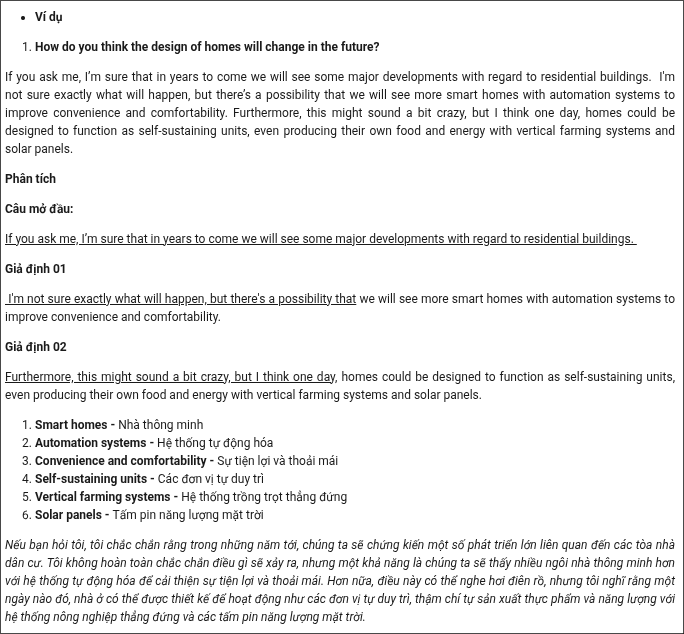 • Ví dụ
1. How do you think the design of homes will change in the future?
If you ask me, I’m sure that in years to come we will see some major developments with regard to residential buildings.  I'm
not sure exactly what will happen, but there’s a possibility that we will see more smart homes with automation systems to
improve convenience and comfortability. Furthermore, this might sound a bit crazy, but I think one day, homes could be
designed to function as self-sustaining units, even producing their own food and energy with vertical farming systems and
solar panels.
Phân tích
Câu mở đầu:
If you ask me, I’m sure that in years to come we will see some major developments with regard to residential buildings.
Giả định 01
I'm not sure exactly what will happen, but there's a possibility that we will see more smart homes with automation systems to
improve convenience and comfortability.
Giả định 02
Furthermore, this might sound a bit crazy, but I think one day, homes could be designed to function as self-sustaining units,
even producing their own food and energy with vertical farming systems and solar panels.
1. Smart homes - Nhà thông minh
2. Automation systems - Hệ thống tự động hóa
3. Convenience and comfortability - Sự tiện lợi và thoải mái
4. Self-sustaining units - Các đơn vị tự duy trì
5. Vertical farming systems - Hệ thống trồng trọt thẳng đứng
6. Solar panels - Tấm pin năng lượng mặt trời
Nếu bạn hỏi tôi, tôi chắc chắn rằng trong những năm tới, chúng ta sẽ chứng kiến một số phát triển lớn liên quan đến các tòa nhà
dân cư. Tôi không hoàn toàn chắc chắn điều gì sẽ xảy ra, nhưng một khả năng là chúng ta sẽ thấy nhiều ngôi nhà thông minh hơn
với hệ thống tự động hóa để cải thiện sự tiện lợi và thoải mái. Hơn nữa, điều này có thể nghe hơi điên rồ, nhưng tôi nghĩ rằng một
ngày nào đó, nhà ở có thể được thiết kế để hoạt động như các đơn vị tự duy trì, thậm chí tự sản xuất thực phẩm và năng lượng với
hệ thống nông nghiệp thẳng đứng và các tấm pin năng lượng mặt trời.